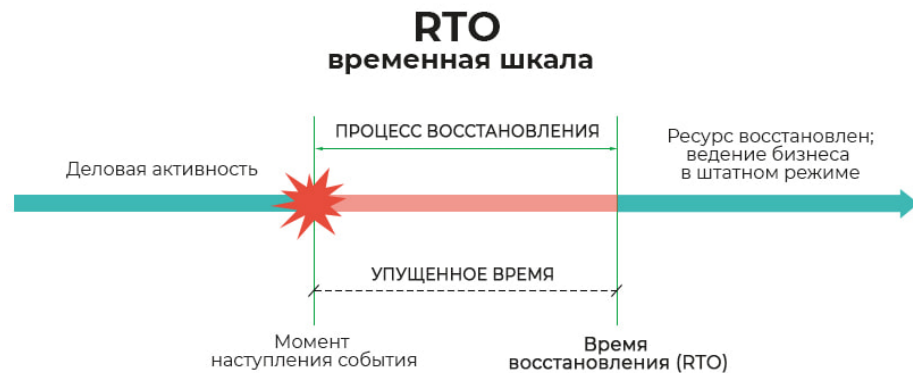 RTO
временная шкала
ПРОЦЕСС ВОССТАНОВЛЕНИЯ
Деловая активность
Ресурс восстановлен;
ведение бизнеса
в штатном режиме
УПУЩЕННОЕ ВРЕМЯ
Момент
наступления события
Время
восстановления (RTO)